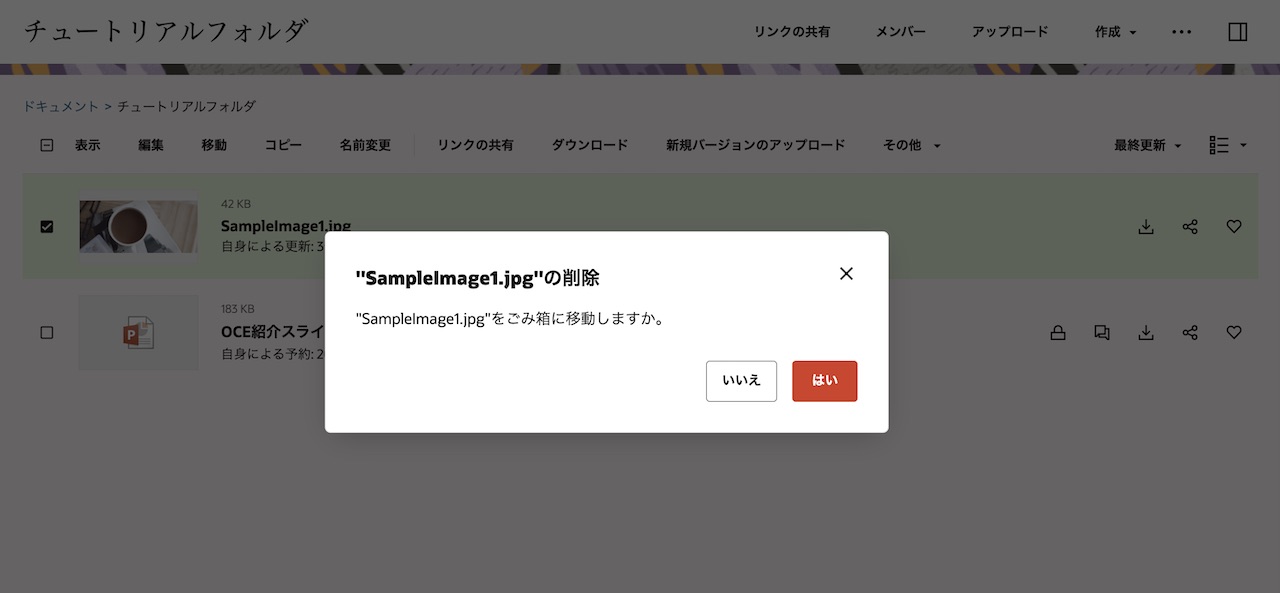 チュートリアルフォルダ
リンクの共有 メンバー アップロード 作成
ドキュメント > チュートリアルフォルダ
表示 編集 移動 コピー 名前変更 リンクの共有 ダウンロード 新規バージョンのアップロード その他 最終更新
42 KB
SampleImage1.jpg
自身による更新: 3
"SampleImage1.jpg"の削除
"SampleImage1.jpg"をごみ箱に移動しますか。
いいえ はい
183 KB
OCE紹介スライ
自身による予約: 2